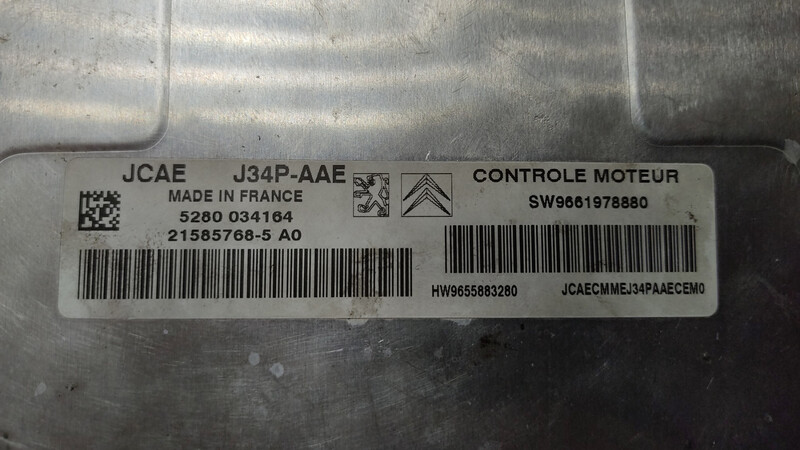 JCAE J34P-AAE
MADE IN FRANCE
5280 034164
21585768-5 A0
CONTROLE MOTEUR
SW9661978880
HW9655883280 JCAECMMEJ34PAAECEM0